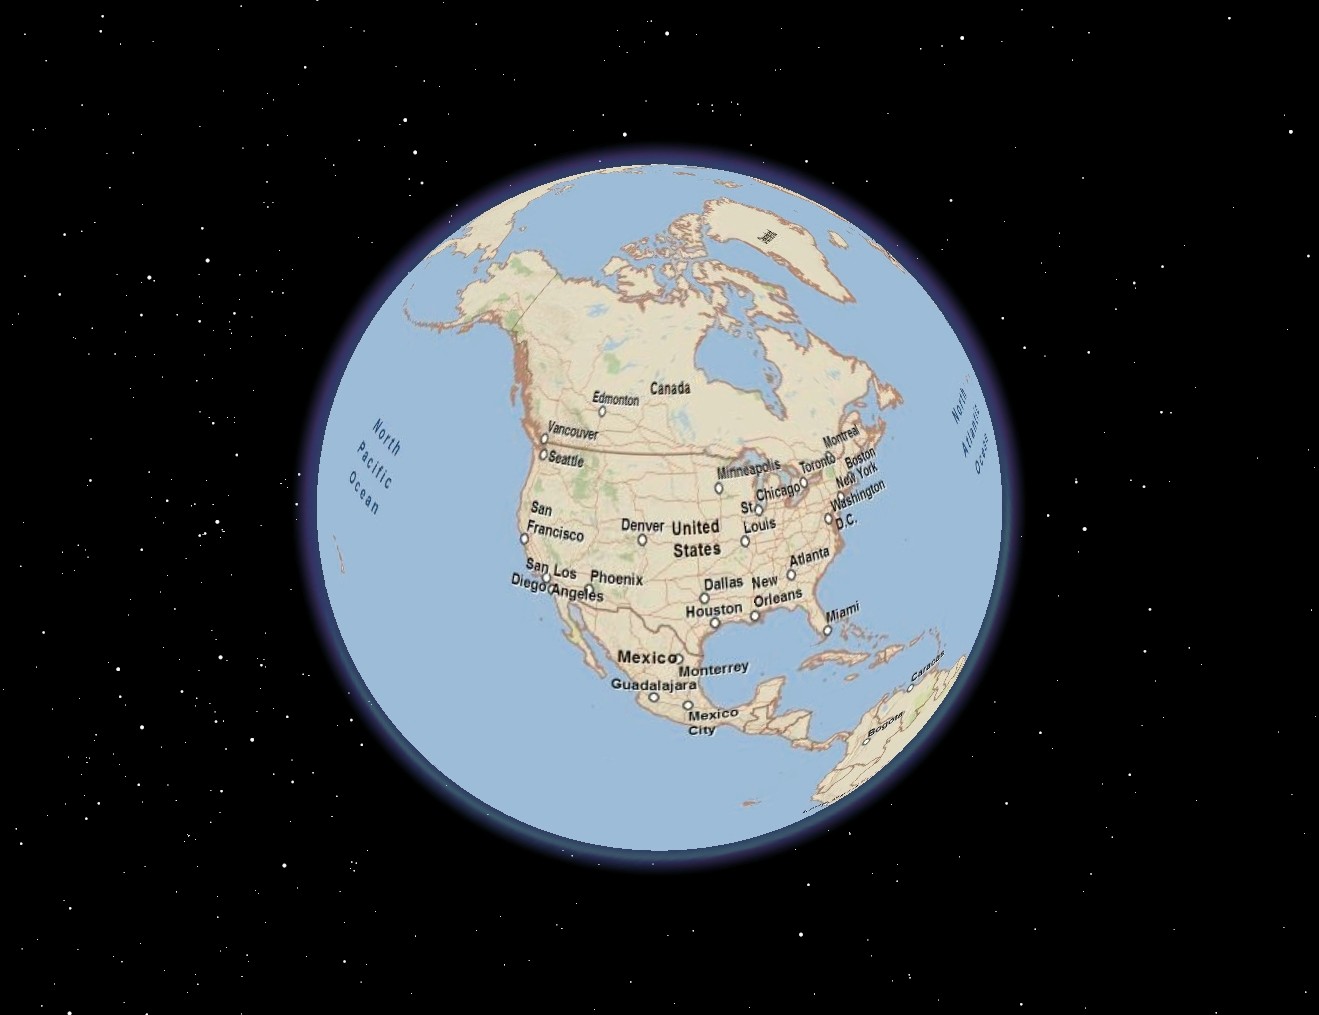 Canada
Edmonton
Vancouver
Seattle
North
Pacific
Ocean
North
Atlantic
Ocean
Montreal
Toronto
Boston
New York
Washington
D.C.
Minneapolis
Chicago
St.
Louis
San
Francisco
Denver
United
States
San
Diego
Los
Angeles
Phoenix
Dallas
New
Orleans
Atlanta
Houston
Miami
Mexico
Monterrey
Guadalajara
Mexico
City
Caracas
Bogota